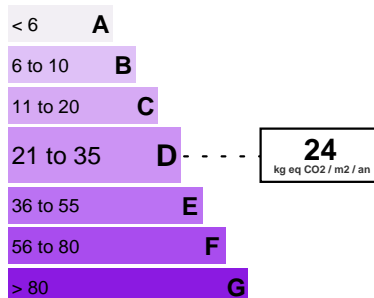 < 6 A
6 to 10 B
11 to 20 C
21 to 35 D
24
kg eq CO2 / m2 / an
36 to 55 E
56 to 80 F
> 80 G